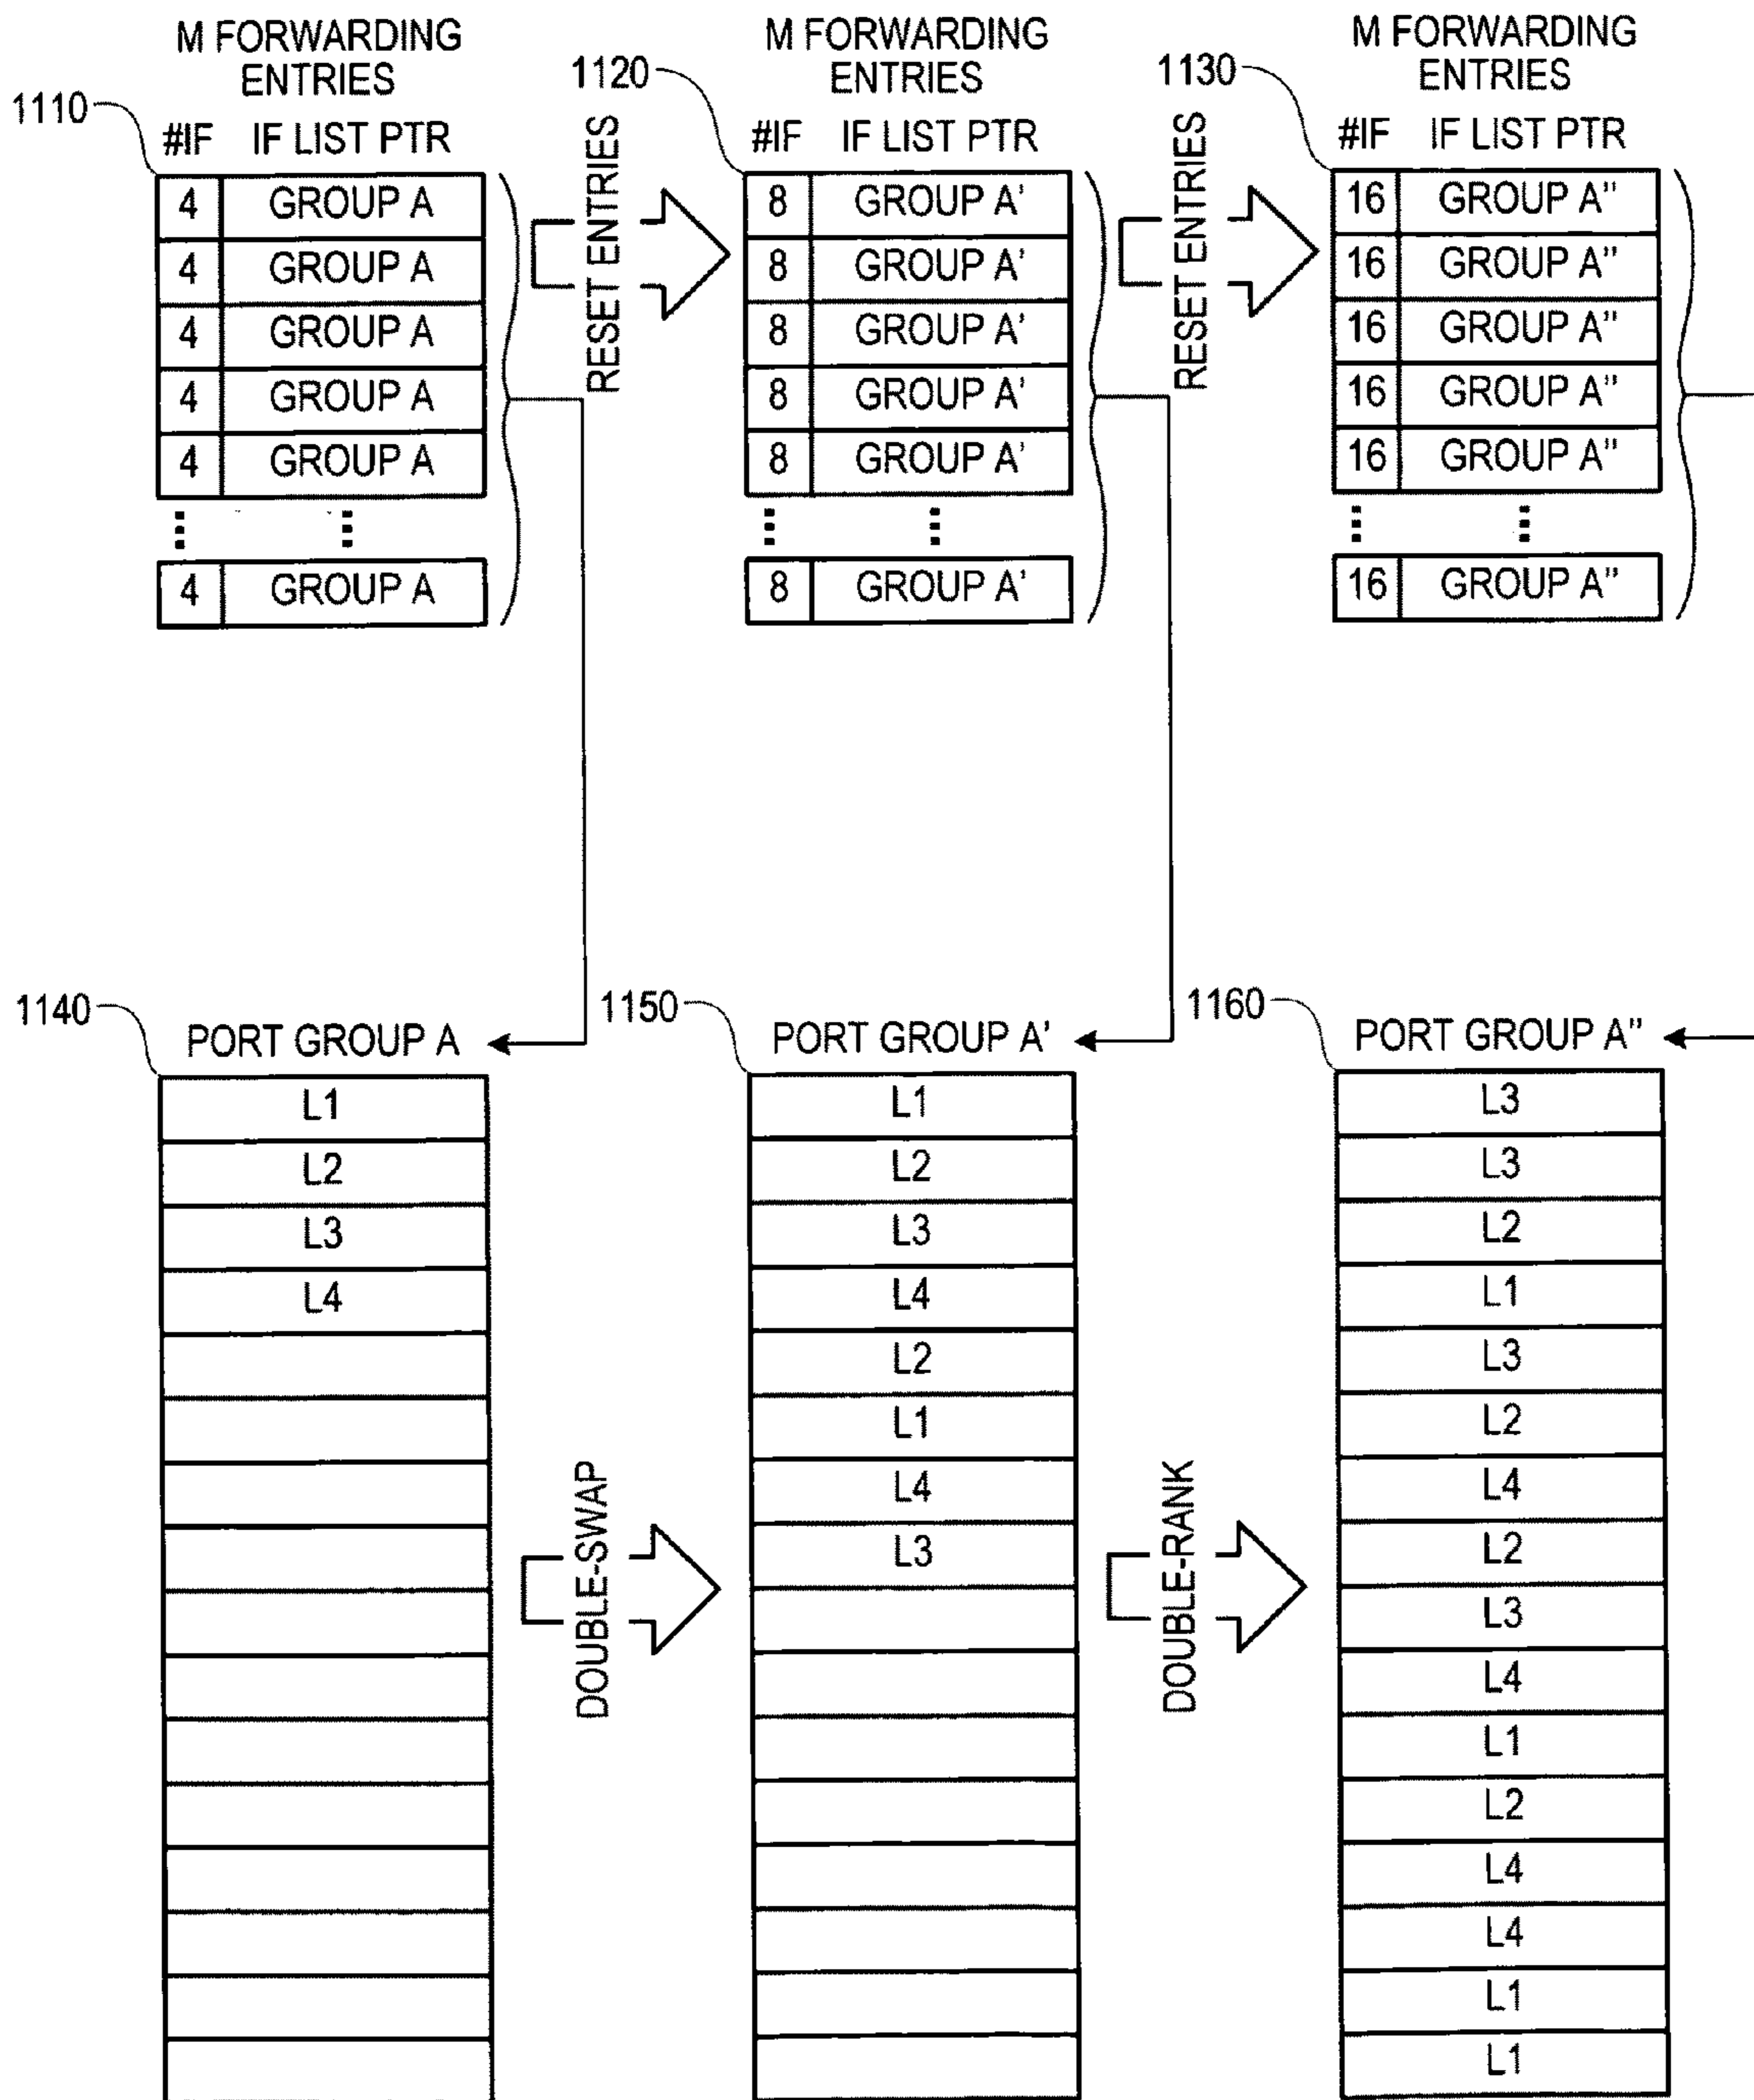 M FORWARDING
ENTRIES
1110
#IF IF LIST PTR
4 GROUP A
4 GROUP A
4 GROUP A
4 GROUP A
4 GROUP A
4 GROUP A
RESET ENTRIES
M FORWARDING
ENTRIES
1120
#IF IF LIST PTR
8 GROUP A'
8 GROUP A'
8 GROUP A'
8 GROUP A'
8 GROUP A'
8 GROUP A'
RESET ENTRIES
M FORWARDING
ENTRIES
1130
#IF IF LIST PTR
16 GROUP A"
16 GROUP A"
16 GROUP A"
16 GROUP A"
16 GROUP A"
16 GROUP A"
1140
PORT GROUP A
L1
L2
L3
L4
DOUBLE-SWAP
1150
PORT GROUP A'
L1
L2
L3
L4
L2
L1
L4
L3
DOUBLE-RANK
1160
PORT GROUP A"
L3
L3
L2
L1
L3
L2
L4
L2
L3
L4
L1
L2
L4
L4
L1
L1